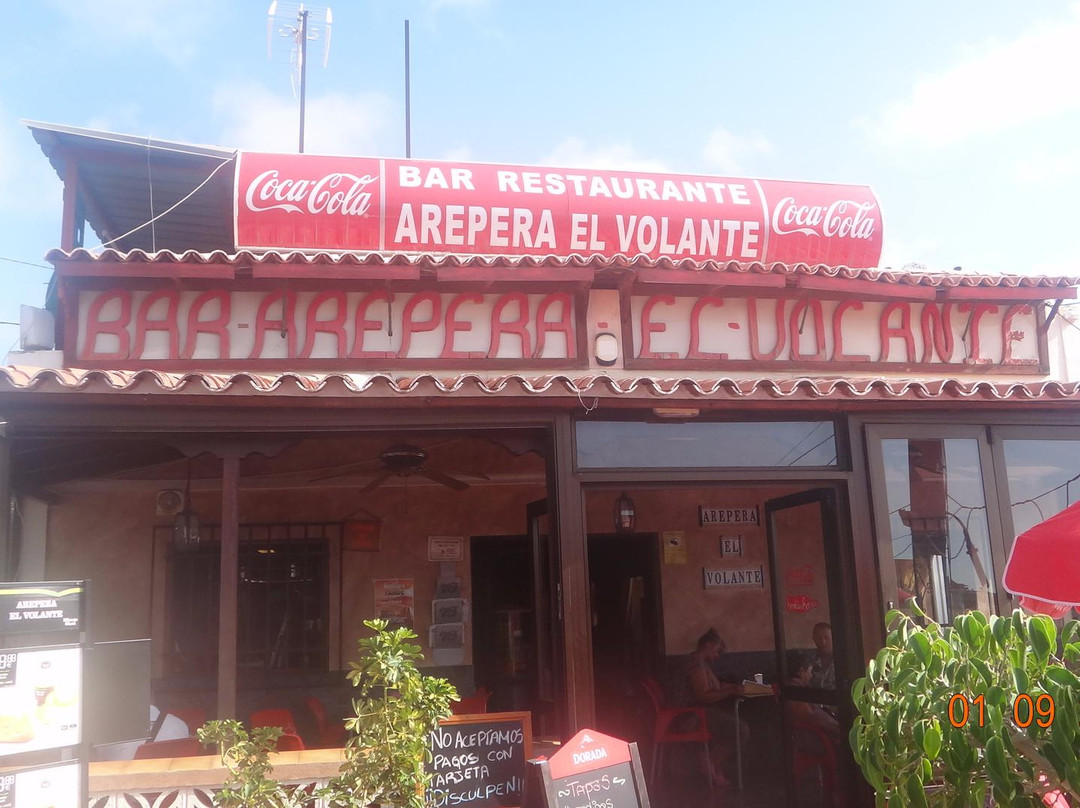 Coca-Cola
BAR RESTAURANTE
AREPERA EL VOLANTE
Coca-Cola
BAR-AREPERA-EL-VOLANTE
AREPERA
EL
VOLANTE
AREPERA
EL VOLANTE
NO ACEPTAMOS
PAGOS CON
TARJETA
DISCULPEN!!
DORADA
TAPAS
01 09